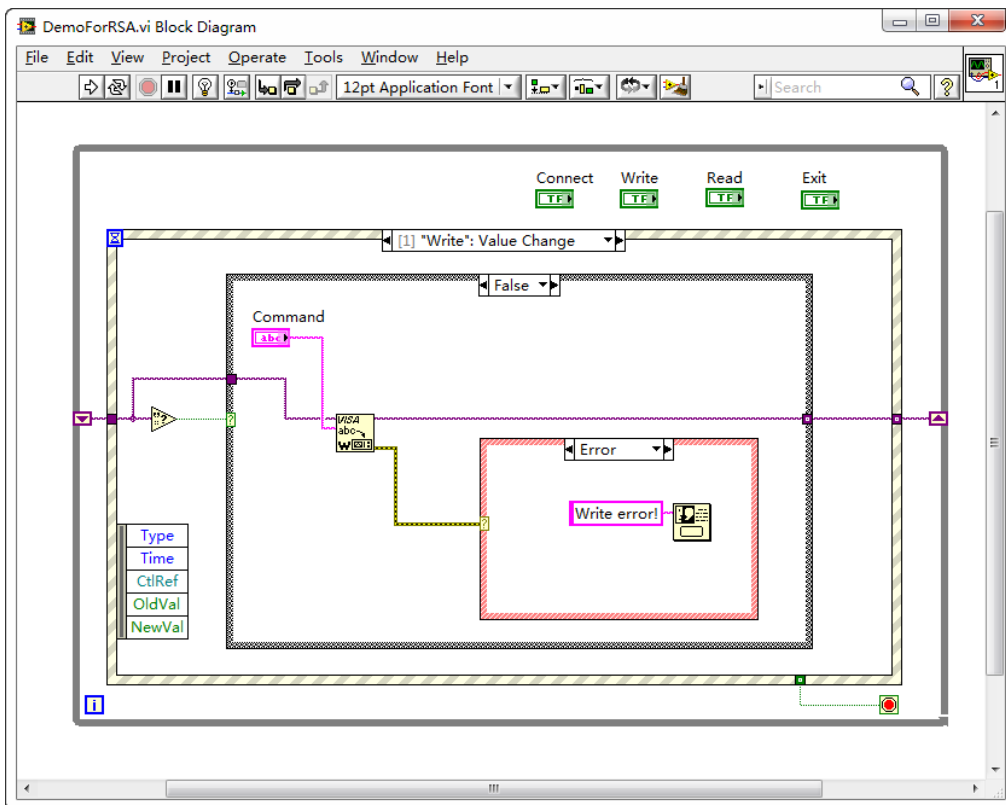 DemoForRSA.vi Block Diagram
File Edit View Project Operate Tools Window Help
12pt Application Font
Search
1
Connect Write Read Exit
TF TF TF TF
[1] "Write": Value Change
False
Command
abc
?
?
VISA
abc
W
Error
?
Write error!
Type
Time
CtlRef
OldVal
NewVal
i